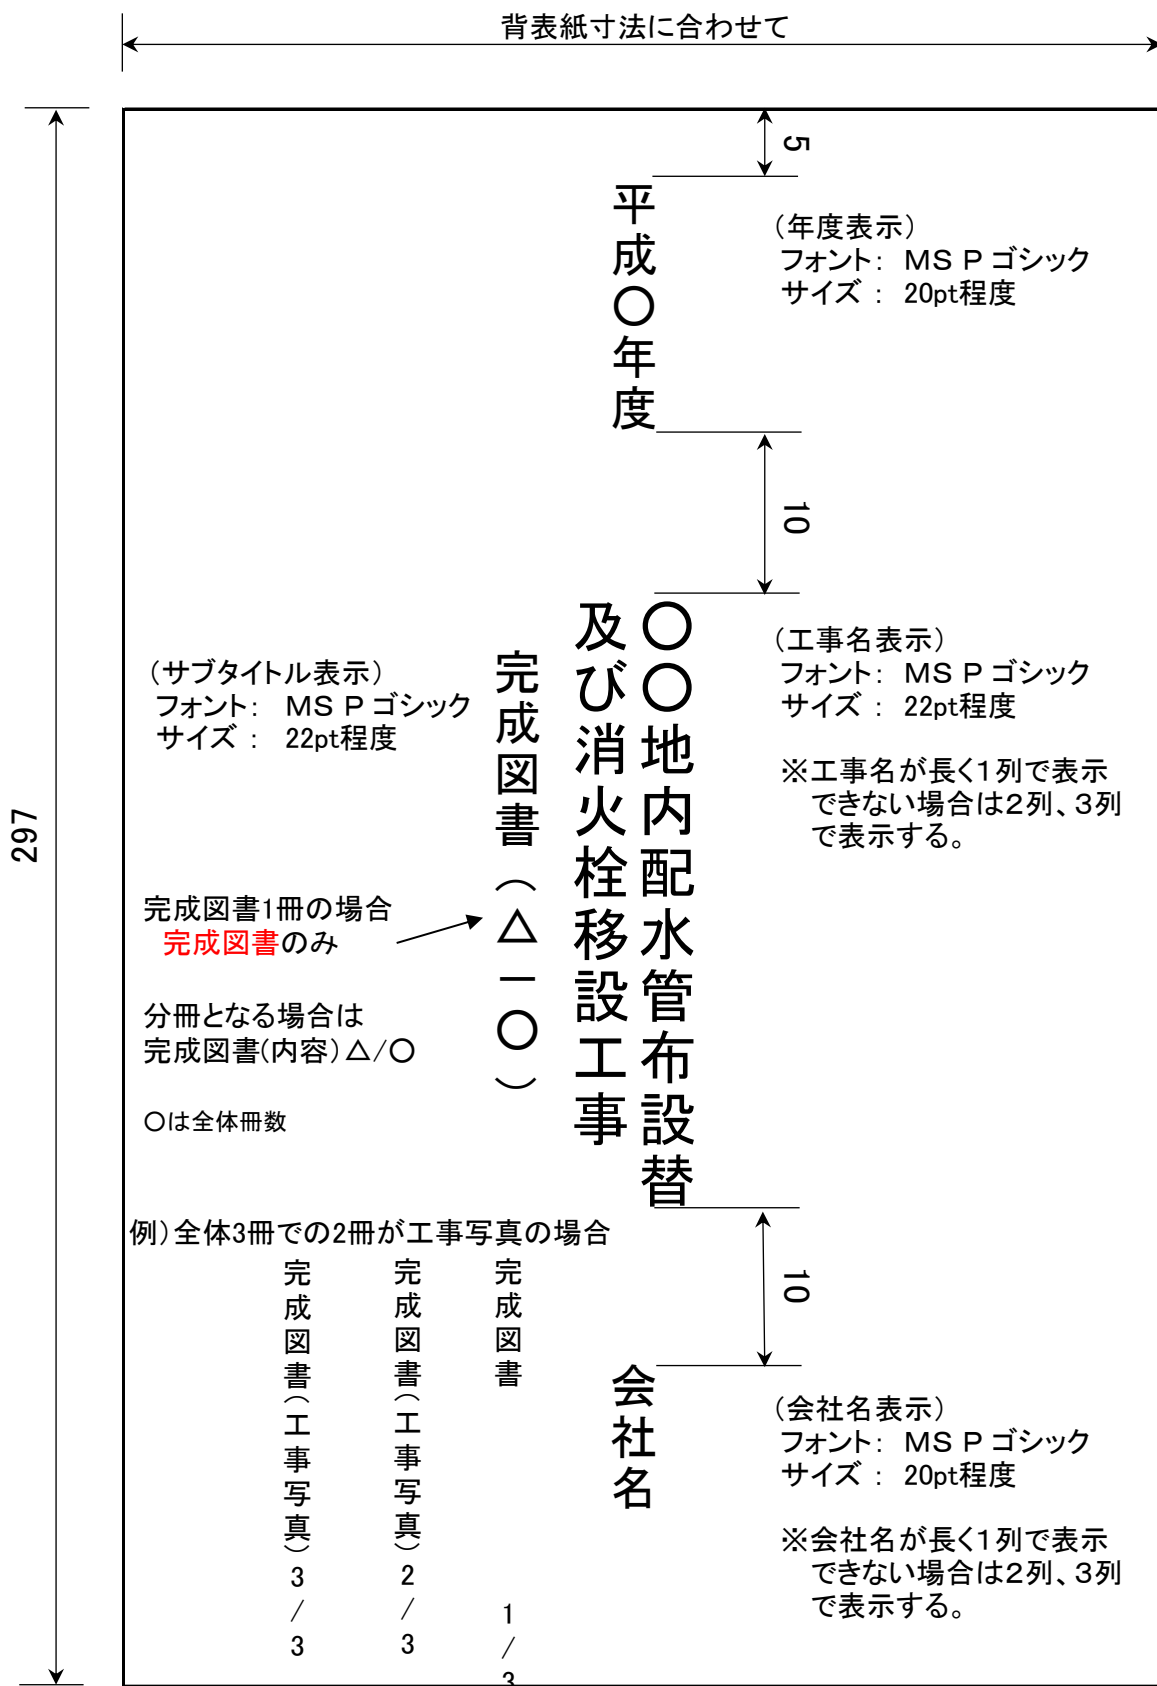 背表紙寸法に合わせて
297
5
平成〇年度
（年度表示）
フォント： ＭＳ Ｐ ゴシック
サイズ ： 20pt程度
10
〇〇地内配水管布設替
及び消火栓移設工事
（工事名表示）
フォント： ＭＳ Ｐ ゴシック
サイズ ： 22pt程度
※工事名が長く１列で表示
できない場合は２列、３列
で表示する。
完成図書（△－〇）
（サブタイトル表示）
フォント： ＭＳ Ｐ ゴシック
サイズ ： 22pt程度
完成図書1冊の場合
完成図書のみ
分冊となる場合は
完成図書(内容)△/〇
〇は全体冊数
10
例）全体3冊での2冊が工事写真の場合
完成図書 1/3
完成図書（工事写真）2/3
完成図書（工事写真）3/3
会社名
（会社名表示）
フォント： ＭＳ Ｐ ゴシック
サイズ ： 20pt程度
※会社名が長く１列で表示
できない場合は２列、３列
で表示する。